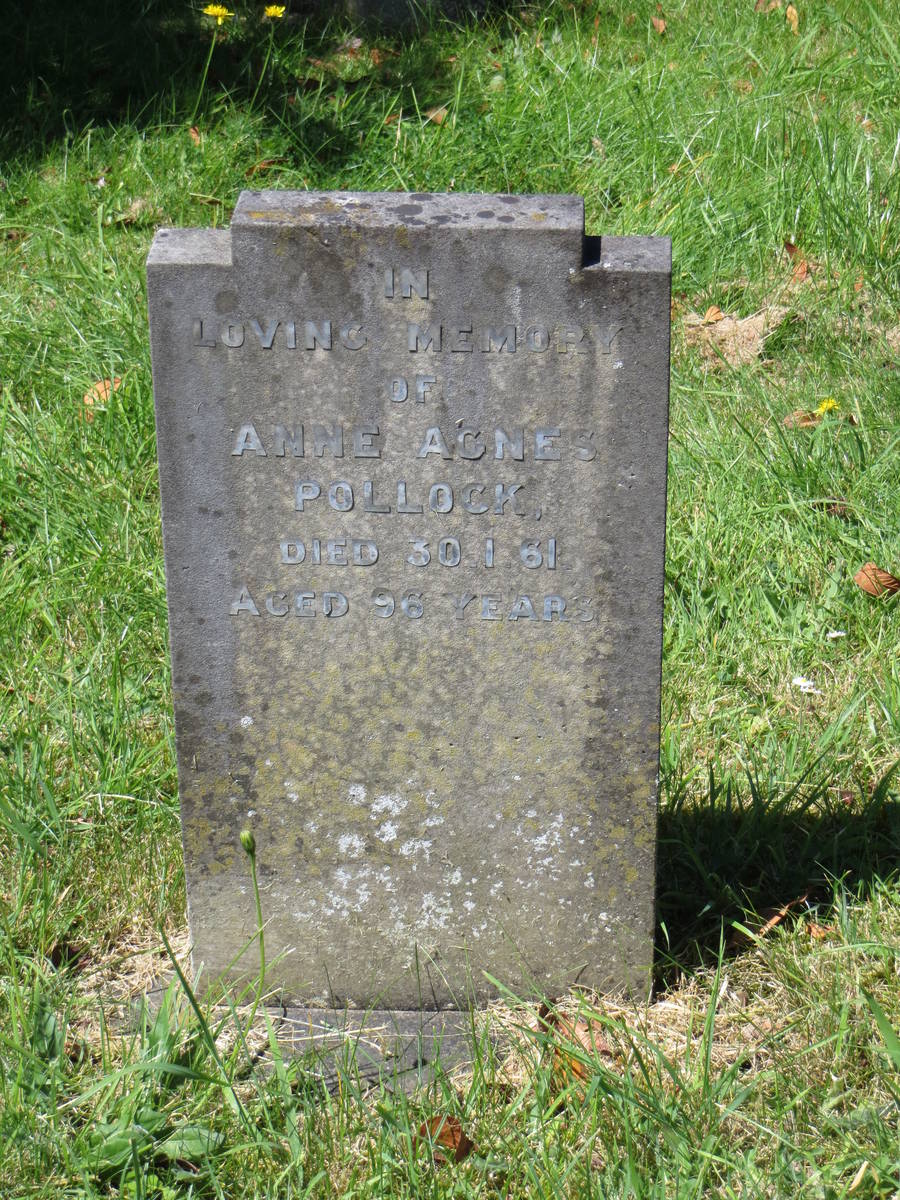 IN
LOVING MEMORY
OF
ANNE AGNES
POLLOCK,
DIED 30.1.61.
AGED 96 YEARS.